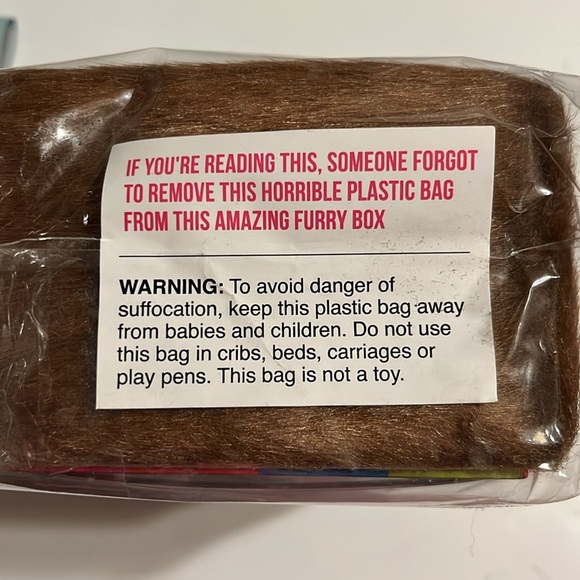 IF YOU'RE READING THIS, SOMEONE FORGOT
TO REMOVE THIS HORRIBLE PLASTIC BAG
FROM THIS AMAZING FURRY BOX
WARNING: To avoid danger of
suffocation, keep this plastic bag away
from babies and children. Do not use
this bag in cribs, beds, carriages or
play pens. This bag is not a toy.